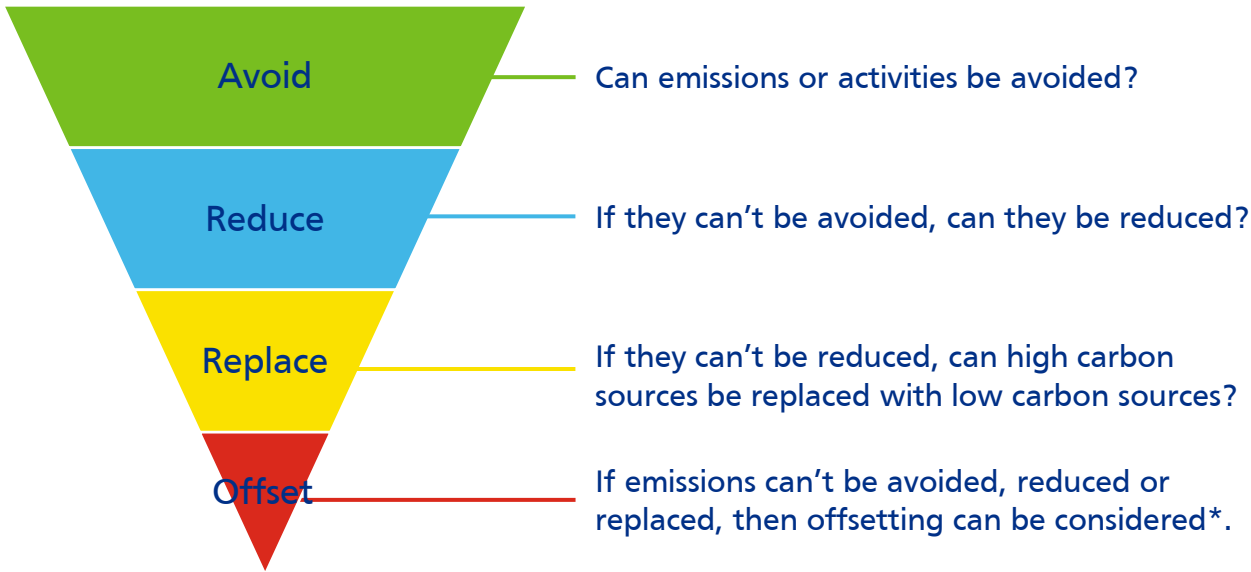 Avoid
Can emissions or activities be avoided?
Reduce
If they can’t be avoided, can they be reduced?
Replace
If they can’t be reduced, can high carbon
sources be replaced with low carbon sources?
Offset
If emissions can’t be avoided, reduced or
replaced, then offsetting can be considered*.